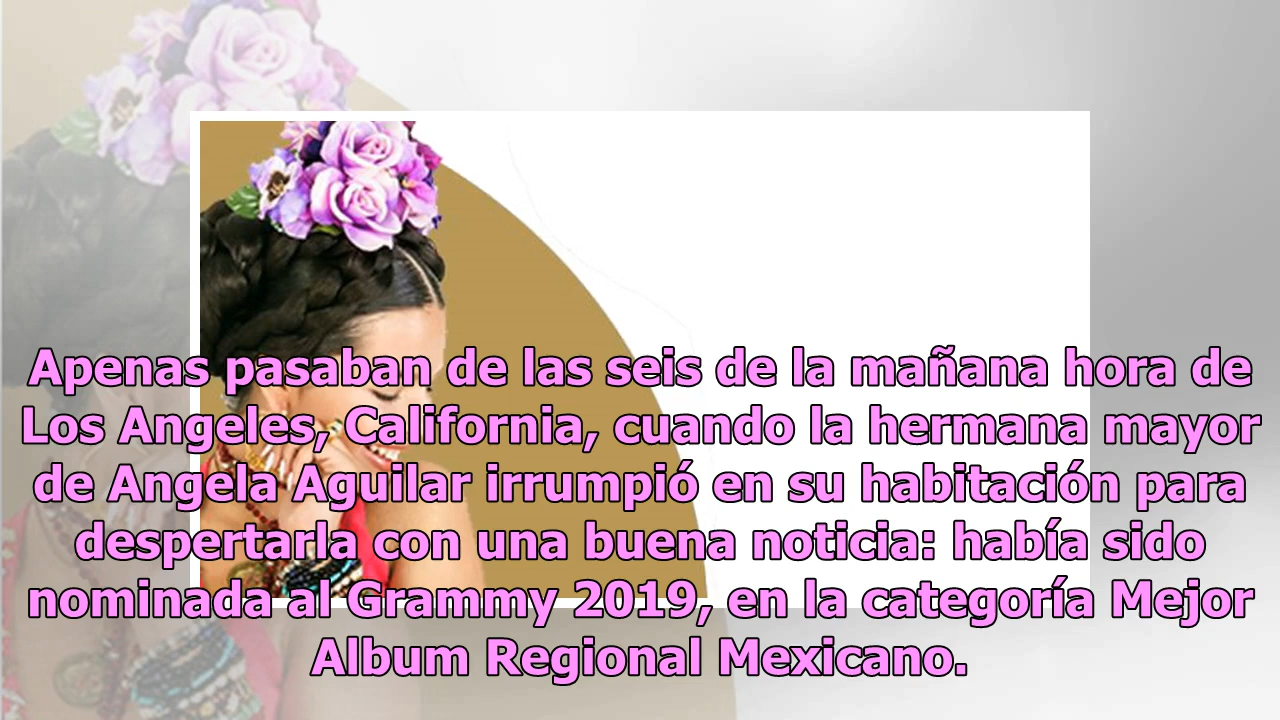 Apenas pasaban de las seis de la mañana hora de
Los Angeles, California, cuando la hermana mayor
de Angela Aguilar irrumpió en su habitación para
despertarla con una buena noticia: había sido
nominada al Grammy 2019, en la categoría Mejor
Album Regional Mexicano.